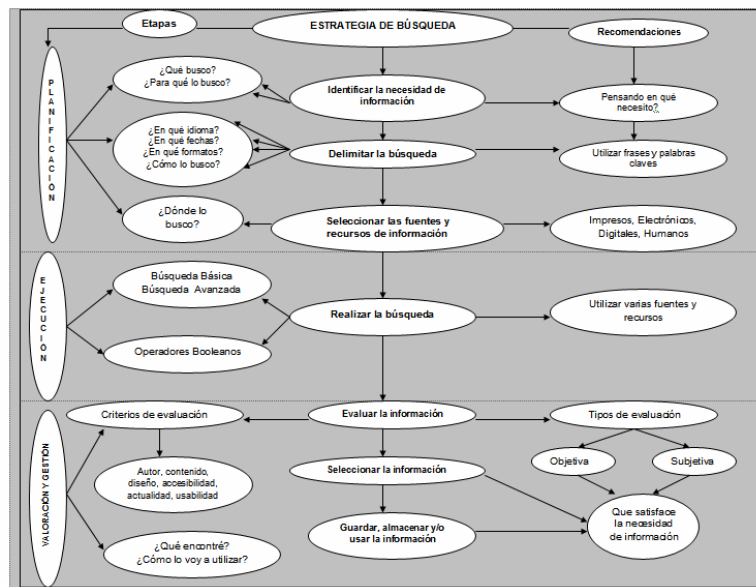 Etapas
ESTRATEGIA DE BÚSQUEDA
Recomendaciones
PLANIFICACIÓN
¿Qué busco?
¿Para qué lo busco?
Identificar la necesidad de
información
Pensando en qué
necesito?
¿En qué idioma?
¿En qué fechas?
¿En qué formatos?
¿Cómo lo busco?
Delimitar la búsqueda
Utilizar frases y palabras
claves
¿Dónde lo
busco?
Seleccionar las fuentes y
recursos de información
Impresos, Electrónicos,
Digitales, Humanos
EJECUCIÓN
Búsqueda Básica
Búsqueda Avanzada
Realizar la búsqueda
Utilizar varias fuentes y
recursos
Operadores Booleanos
VALORACIÓN Y GESTIÓN
Criterios de evaluación
Evaluar la información
Tipos de evaluación
Autor, contenido,
diseño, accesibilidad,
actualidad, usabilidad
Seleccionar la información
Objetiva
Subjetiva
Guardar, almacenar y/o
usar la información
Que satisface
la necesidad
de información
¿Qué encontré?
¿Cómo lo voy a utilizar?